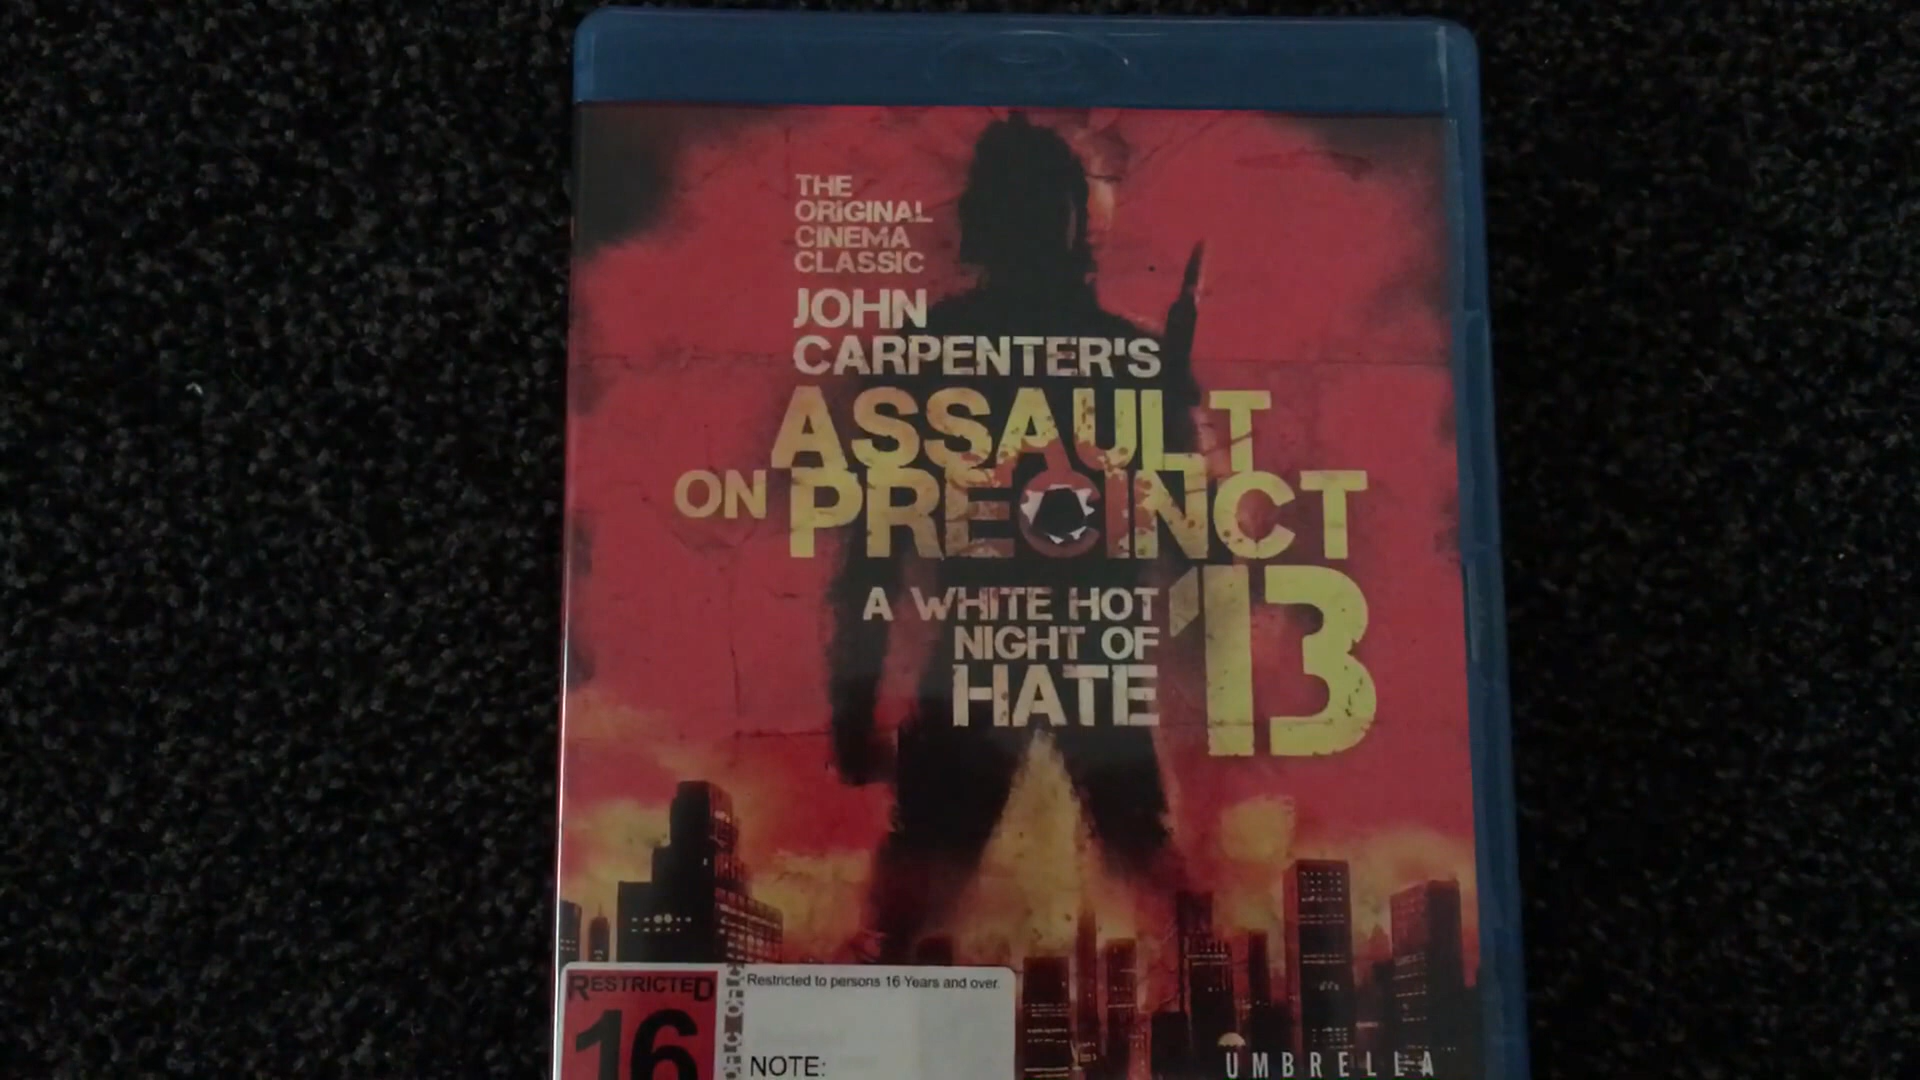 THE
ORIGINAL
CINEMA
CLASSIC
JOHN
CARPENTER'S
ASSAULT
ON PRECINCT
13
A WHITE HOT
NIGHT OF
HATE
RESTRICTED
16
Restricted to persons 16 Years and over.
NOTE:
UMBRELLA